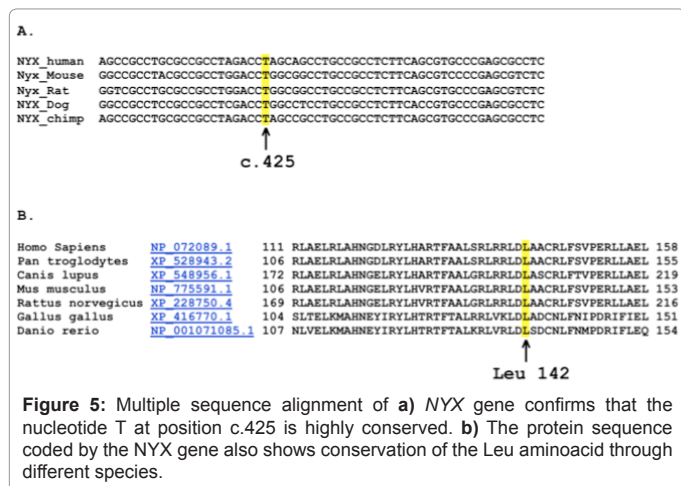 A.
NYX_human AGCCGCCTGCGCCGCCTAGACCTAGCAGCCTGCCGCCTCTTCAGCGTGCCCGAGCGCCTC
Nyx_Mouse GGCCGCCTACGCCGCCTGGACCTGGCGGCCTGCCGCCTCTTCAGCGTCCCCGAGCGTCTC
Nyx_Rat GGTCGCCTGCGCCGCCTGGACCTGGCGGCCTGCCGCCTCTTCAGCGTGCCCGAGCGTCTC
NYX_Dog GGCCGCCTCCGCCGCCTCGACCTGGCCTCCTGCCGCCTCTTCACCGTGCCCGAGCGCCTC
NYX_chimp AGCCGCCTGCGCCGCCTAGACCTAGCCGCCTGCCGCCTCTTCAGCGTGCCCGAGCGCCTC
c.425
B.
Homo Sapiens NP_072089.1 111 RLAELRLAHNGDLRYLHARTFAALSRLRRLDLAACRLFSVPERLLAEL 158
Pan troglodytes XP_528943.2 106 RLAELRLAHNGDLRYLHARTFAALSRLRRLDLAACRLFSVPERLLAEL 155
Canis lupus XP_548956.1 172 RLAELRLAHNGELRYLHARTFAALGRLRRLDLASCRLFTVPERLLAEL 219
Mus musculus NP_775591.1 106 RLAELRLAHNGELRYLHVRTFAALGRLRRLDLAACRLFSVPERLLAEL 153
Rattus norvegicus XP_228750.4 169 RLAELRLAHNGELRYLHVRTFAALGRLRRLDLAACRLFSVPERLLAEL 216
Gallus gallus XP_416770.1 104 SLTELKMAHNEYIRYLHTRTFTALRRLVKLDLADCNLFNIPDRIFIEL 151
Danio rerio NP_001071085.1 107 NLVELKMAHNEYIRYLHTRTFTALKRLVRLDLSDCNLFNMPDRIFLEQ 154
Leu 142
Figure 5: Multiple sequence alignment of a) NYX gene confirms that the
nucleotide T at position c.425 is highly conserved. b) The protein sequence
coded by the NYX gene also shows conservation of the Leu aminoacid through
different species.